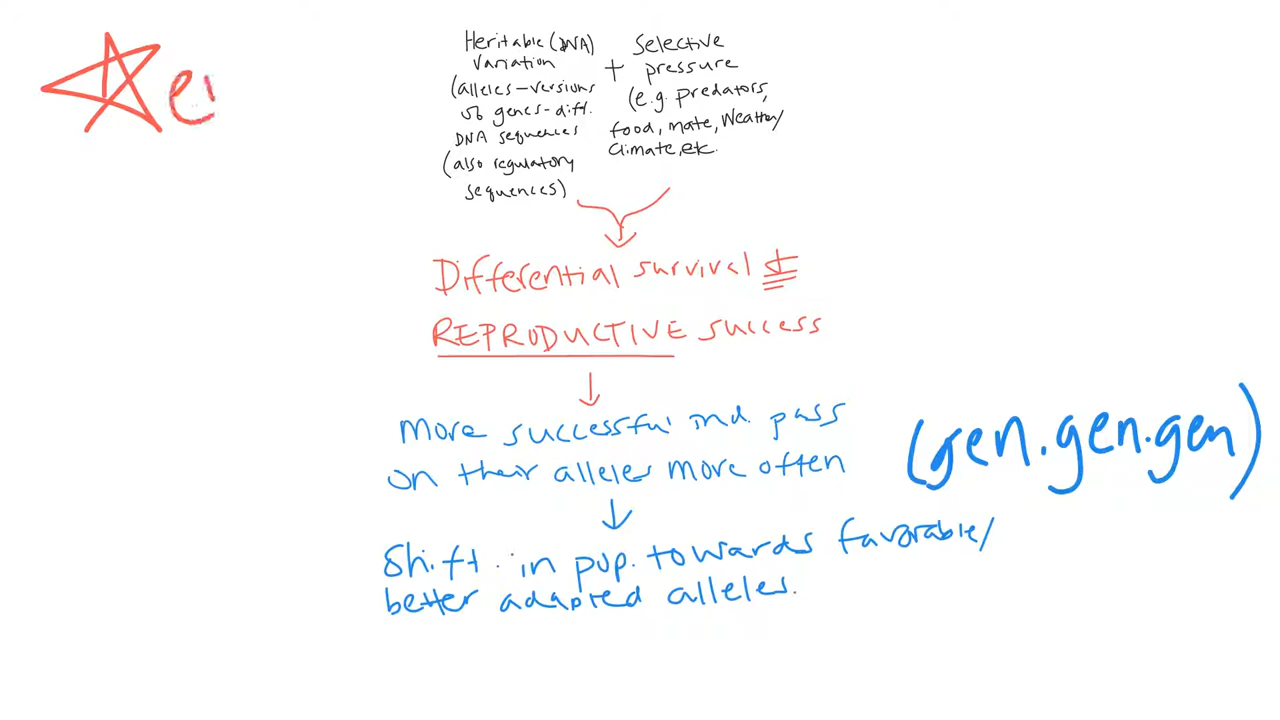 Heritable (DNA)
variation
(alleles-versions
of genes-diff.
DNA sequences
(also regulatory
sequences)
+
Selective
pressure
(e.g. predators,
food, mate, Weather/
climate, etc.
Differential survival &
REPRODUCTIVE success
More successful ind. pass
on their alleles more often
(gen. gen. gen)
Shift in pop. towards favorable/
better adapted alleles.